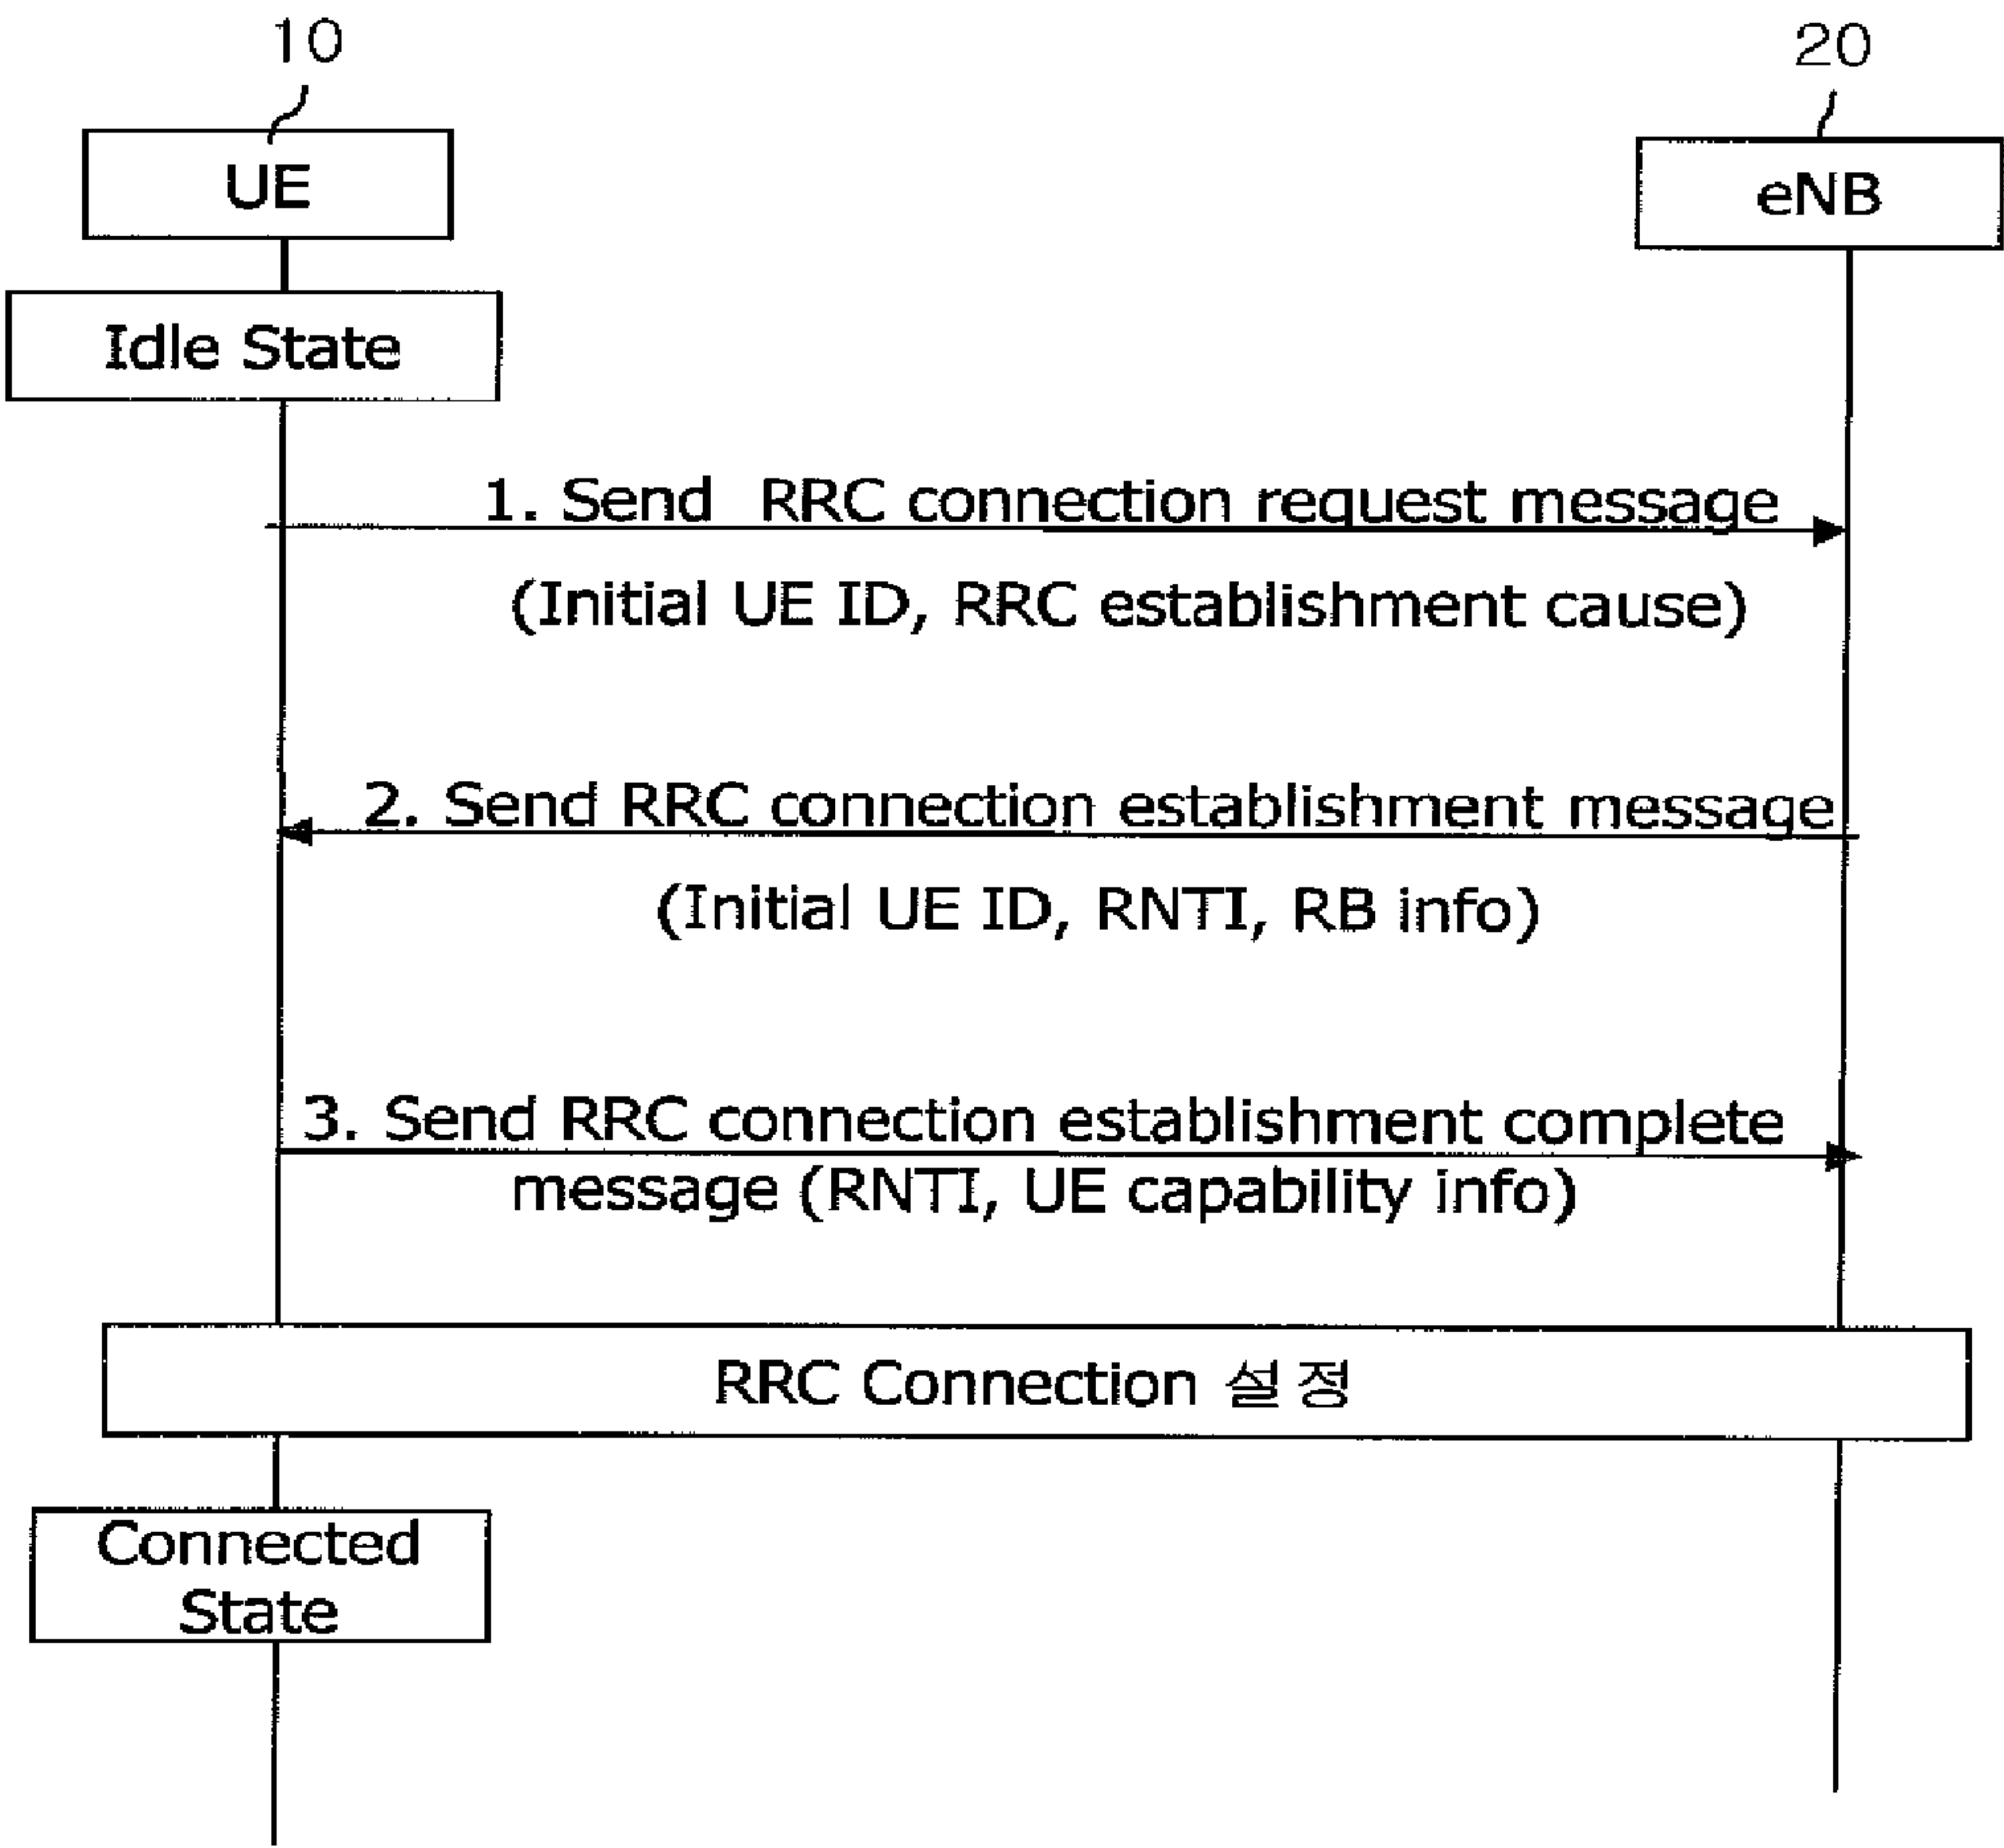 10
20
UE
eNB
Idle State
1. Send RRC connection request message
(Initial UE ID, RRC establishment cause)
2. Send RRC connection establishment message
(Initial UE ID, RNTI, RB info)
3. Send RRC connection establishment complete
message (RNTI, UE capability info)
RRC Connection 설정
Connected
State